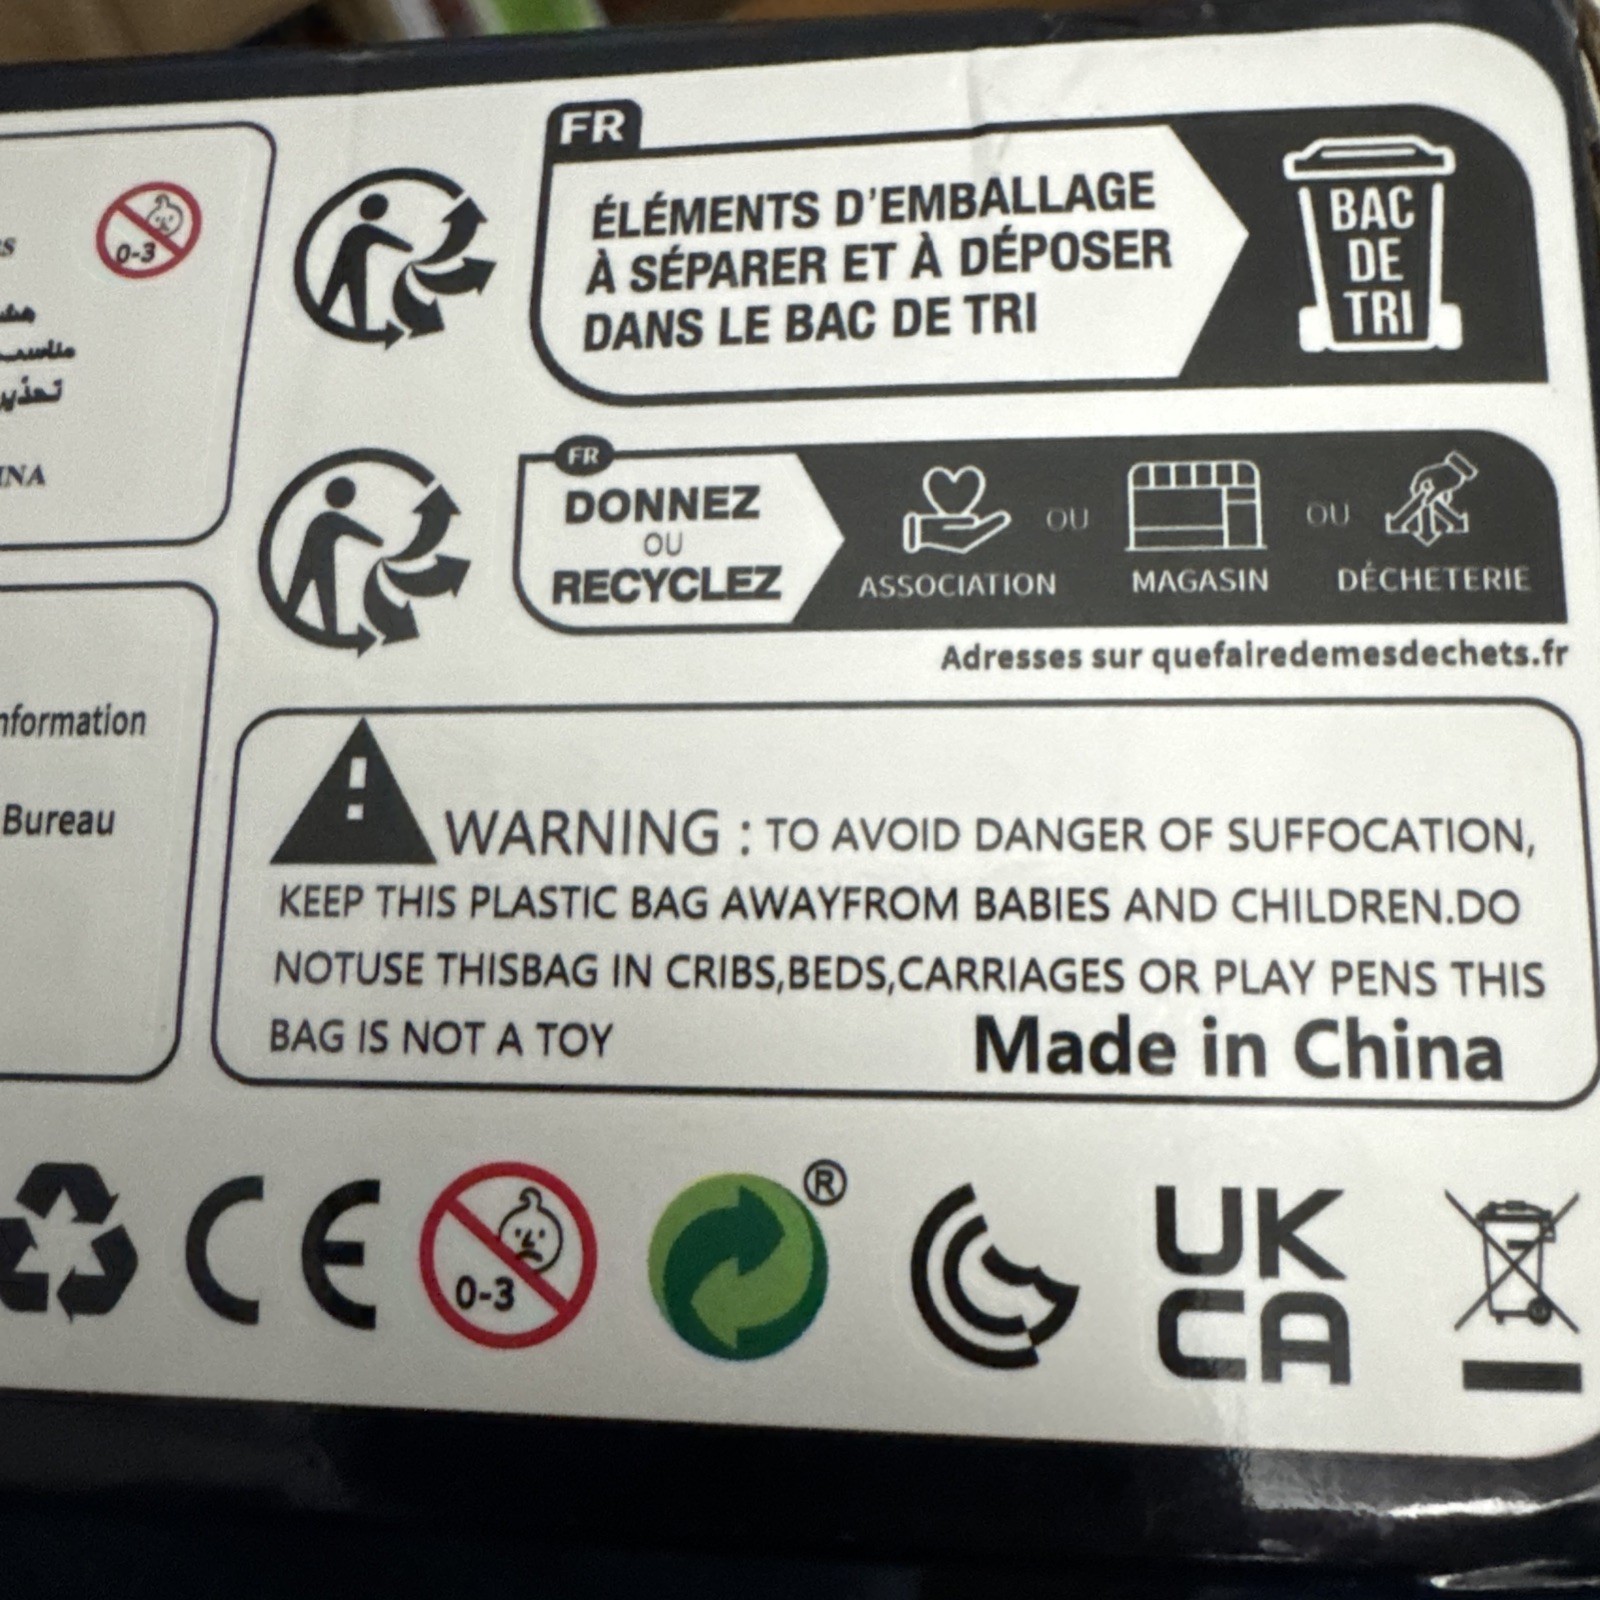 0-3
تحذير
FR
ÉLÉMENTS D'EMBALLAGE
À SÉPARER ET À DÉPOSER
DANS LE BAC DE TRI
BAC
DE
TRI
FR
DONNEZ
OU
RECYCLEZ
ASSOCIATION
OU
MAGASIN
OU
DÉCHÈTERIE
Adresses sur quefairedemesdechets.fr
Bureau
WARNING : TO AVOID DANGER OF SUFFOCATION,
KEEP THIS PLASTIC BAG AWAYFROM BABIES AND CHILDREN.DO
NOTUSE THISBAG IN CRIBS,BEDS,CARRIAGES OR PLAY PENS THIS
BAG IS NOT A TOY
Made in China
CE
0-3
®
UK
CA